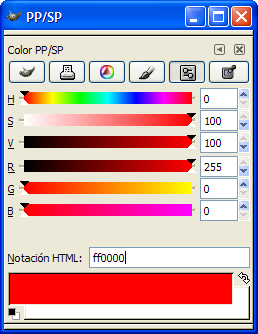 PP/SP
Color PP/SP
H 0
S 100
V 100
R 255
G 0
B 0
Notación HTML: ff0000